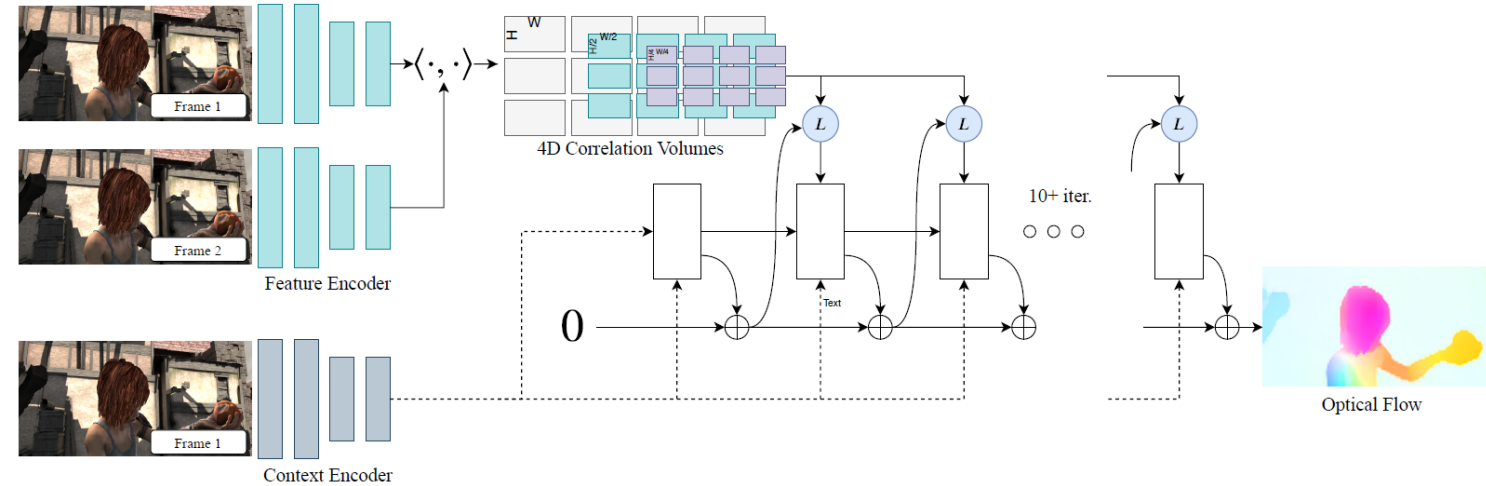 Frame 1
Frame 2
Feature Encoder
Frame 1
Context Encoder
⟨·, ·⟩
H
W
H/2
W/2
H/4
W/4
4D Correlation Volumes
L
L
L
10+ iter.
Text
0
Optical Flow